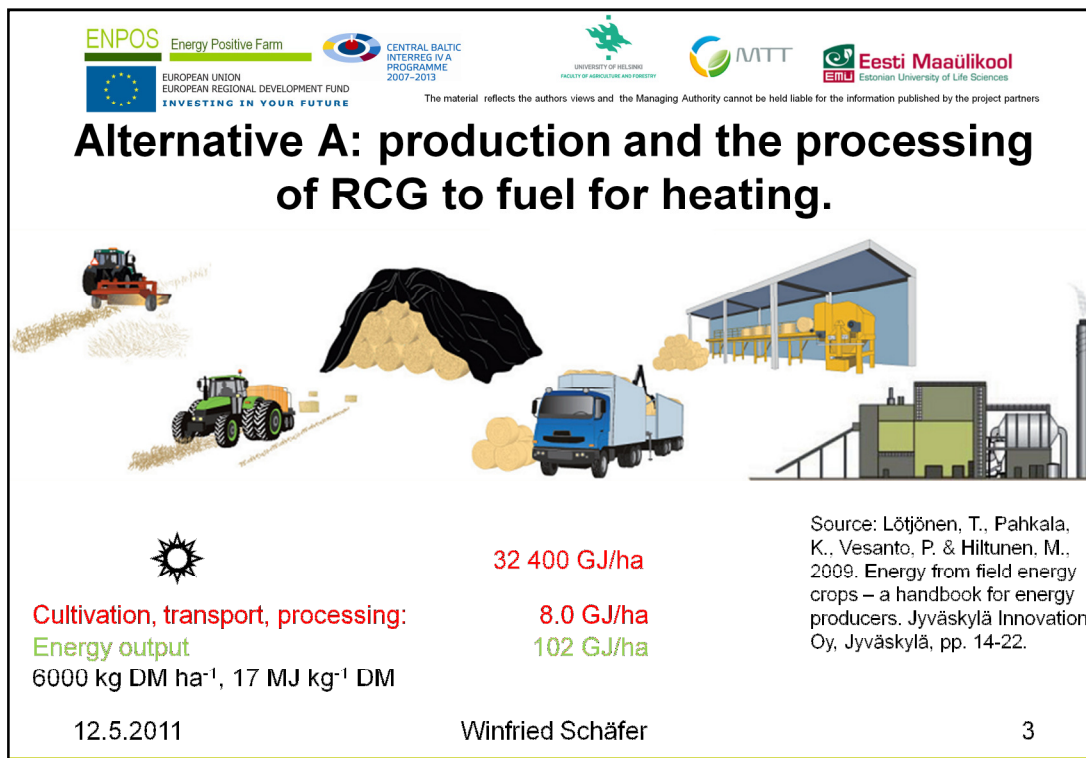 ENPOS Energy Positive Farm
EUROPEAN UNION
EUROPEAN REGIONAL DEVELOPMENT FUND
INVESTING IN YOUR FUTURE
CENTRAL BALTIC
INTERREG IV A
PROGRAMME
2007–2013
UNIVERSITY OF HELSINKI
FACULTY OF AGRICULTURE AND FORESTRY
MTT
EMU
Eesti Maaülikool
Estonian University of Life Sciences
The material reflects the authors views and the Managing Authority cannot be held liable for the information published by the project partners
Alternative A: production and the processing
of RCG to fuel for heating.
32 400 GJ/ha
Cultivation, transport, processing: 8.0 GJ/ha
Energy output 102 GJ/ha
6000 kg DM ha⁻¹, 17 MJ kg⁻¹ DM
Source: Lötjönen, T., Pahkala,
K., Vesanto, P. & Hiltunen, M.,
2009. Energy from field energy
crops – a handbook for energy
producers. Jyväskylä Innovation
Oy, Jyväskylä, pp. 14-22.
12.5.2011 Winfried Schäfer 3